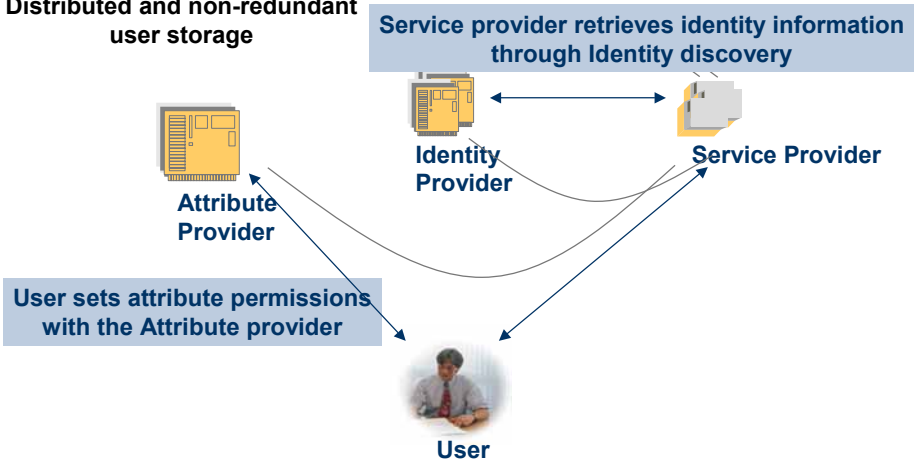 Distributed and non-redundant
user storage
Service provider retrieves identity information
through Identity discovery
Identity
Provider
Service Provider
Attribute
Provider
User sets attribute permissions
with the Attribute provider
User